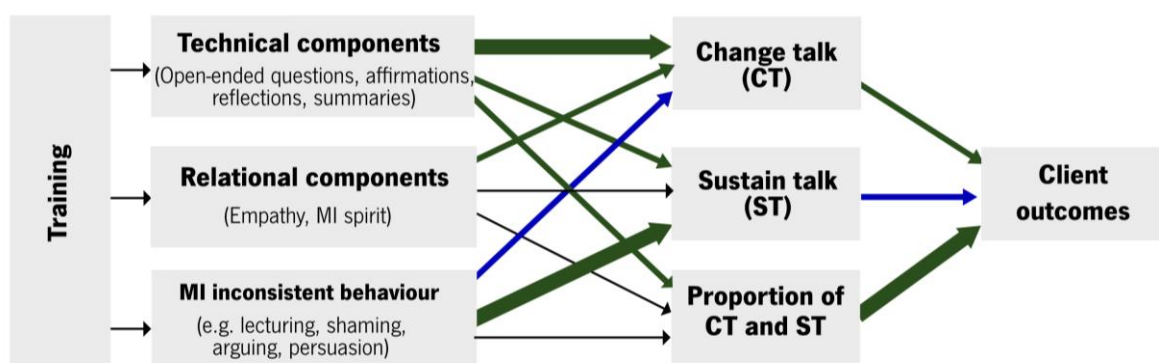 Training
Technical components
(Open-ended questions, affirmations,
reflections, summaries)
Relational components
(Empathy, MI spirit)
MI inconsistent behaviour
(e.g. lecturing, shaming,
arguing, persuasion)
Change talk
(CT)
Sustain talk
(ST)
Proportion of
CT and ST
Client
outcomes